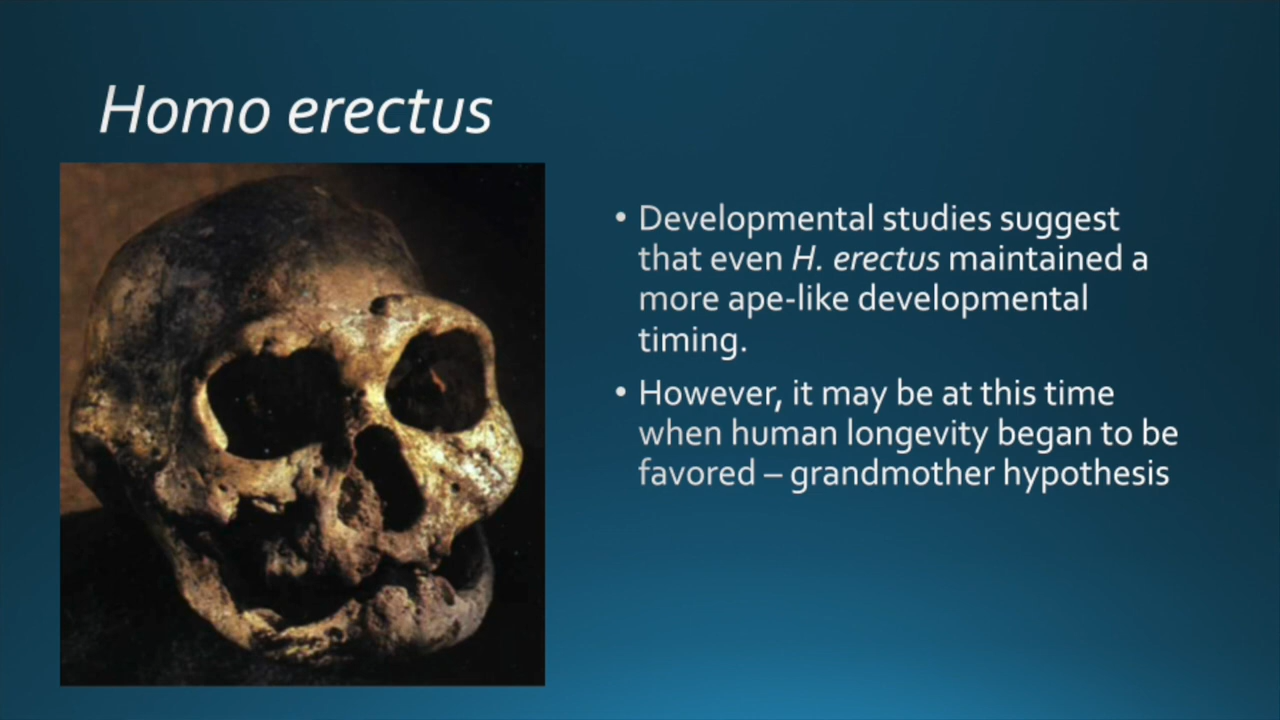 Homo erectus
• Developmental studies suggest
that even H. erectus maintained a
more ape-like developmental
timing.
• However, it may be at this time
when human longevity began to be
favored – grandmother hypothesis